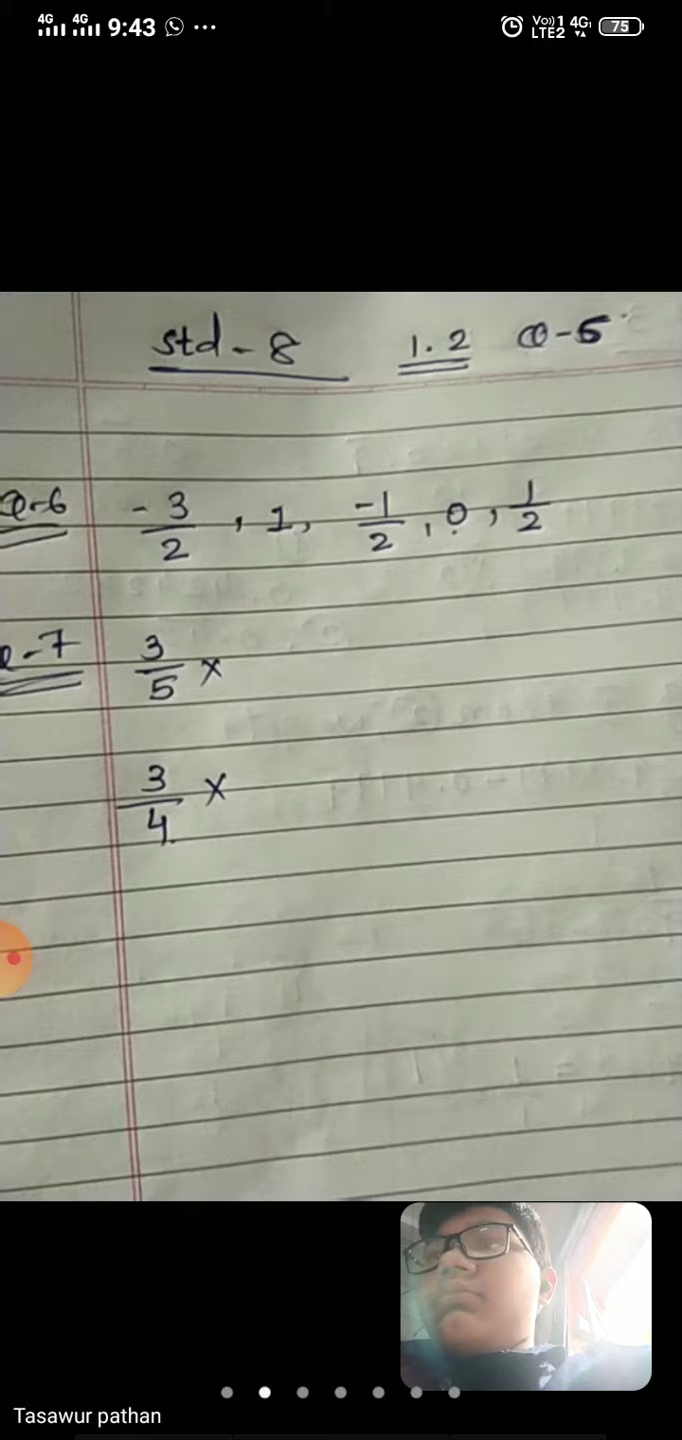 4G 4G 9:43 ... Vo) 1 4G LTE2 75
std - 8 1.2 Q-5
Q-6 -3/2 , 1, -1/2 , 0 , 1/2
-7 3/5 ×
3/4 ×
Tasawur pathan